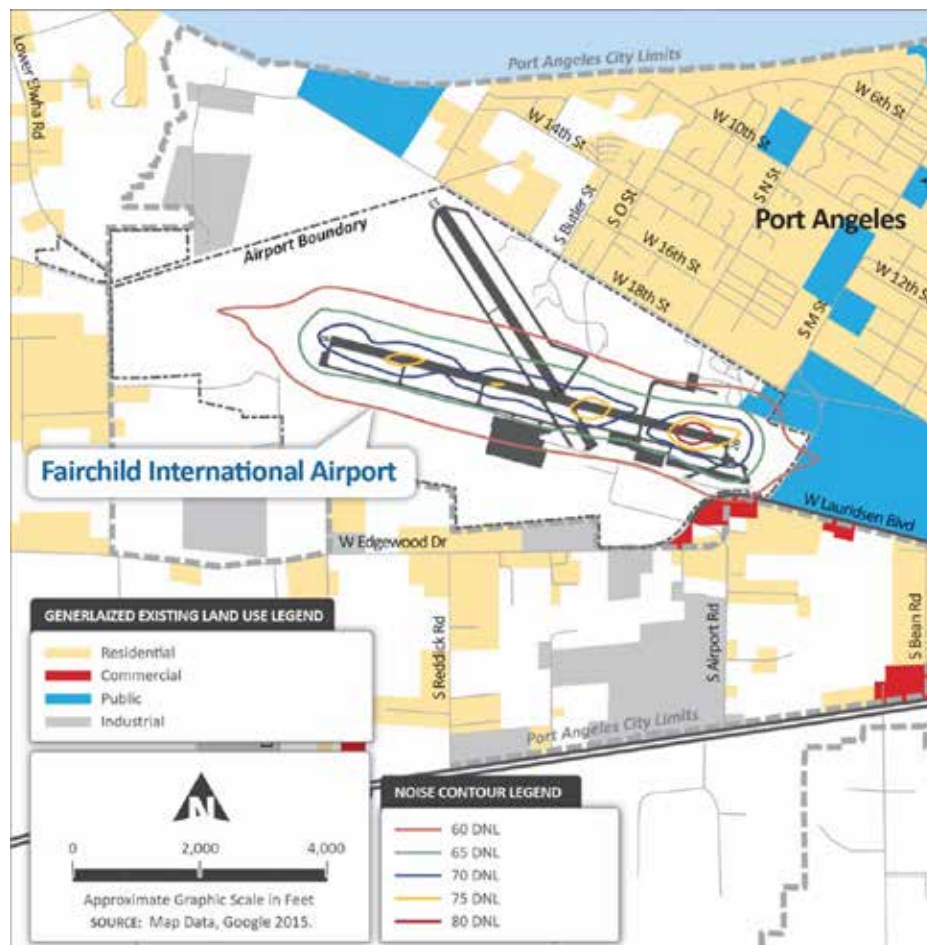 Port Angeles City Limits
Lower Elwha Rd
W 6th St
W 14th St
W 10th St
S N St
S Butler St
S O St
Port Angeles
Airport Boundary
W 16th St
W 12th St
W 18th St
S M St
Fairchild International Airport
W Lauridsen Blvd
W Edgewood Dr
S Reddick Rd
S Airport Rd
S Bean Rd
Port Angeles City Limits
GENERLAIZED EXISTING LAND USE LEGEND
Residential
Commercial
Public
Industrial
N
0 2,000 4,000
Approximate Graphic Scale in Feet
SOURCE: Map Data, Google 2015.
NOISE CONTOUR LEGEND
60 DNL
65 DNL
70 DNL
75 DNL
80 DNL